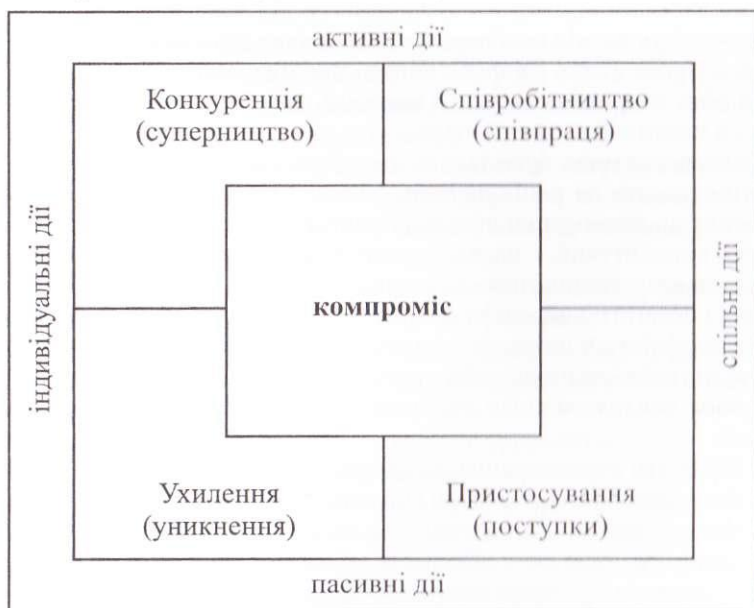 активні дії
Конкуренція
(суперництво)
Співробітництво
(співпраця)
індивідуальні дії
компроміс
спільні дії
Ухилення
(уникнення)
Пристосування
(поступки)
пасивні дії